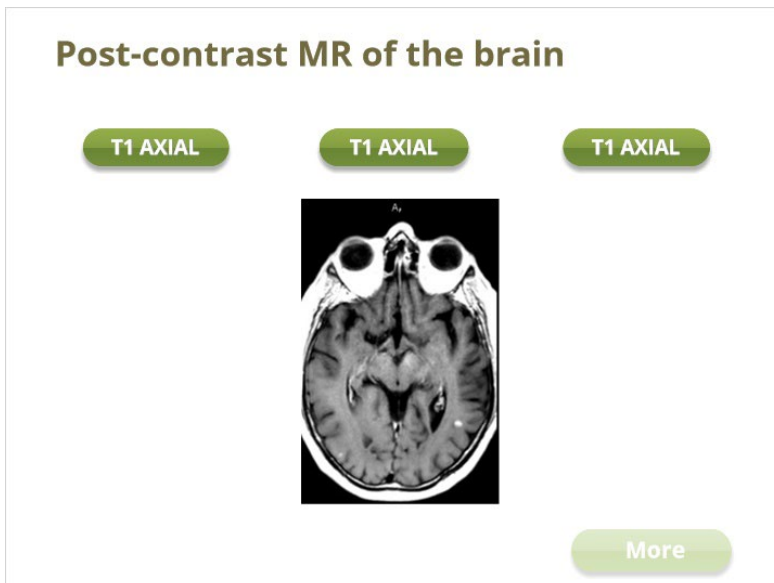 Post-contrast MR of the brain
T1 AXIAL
T1 AXIAL
T1 AXIAL
A
More